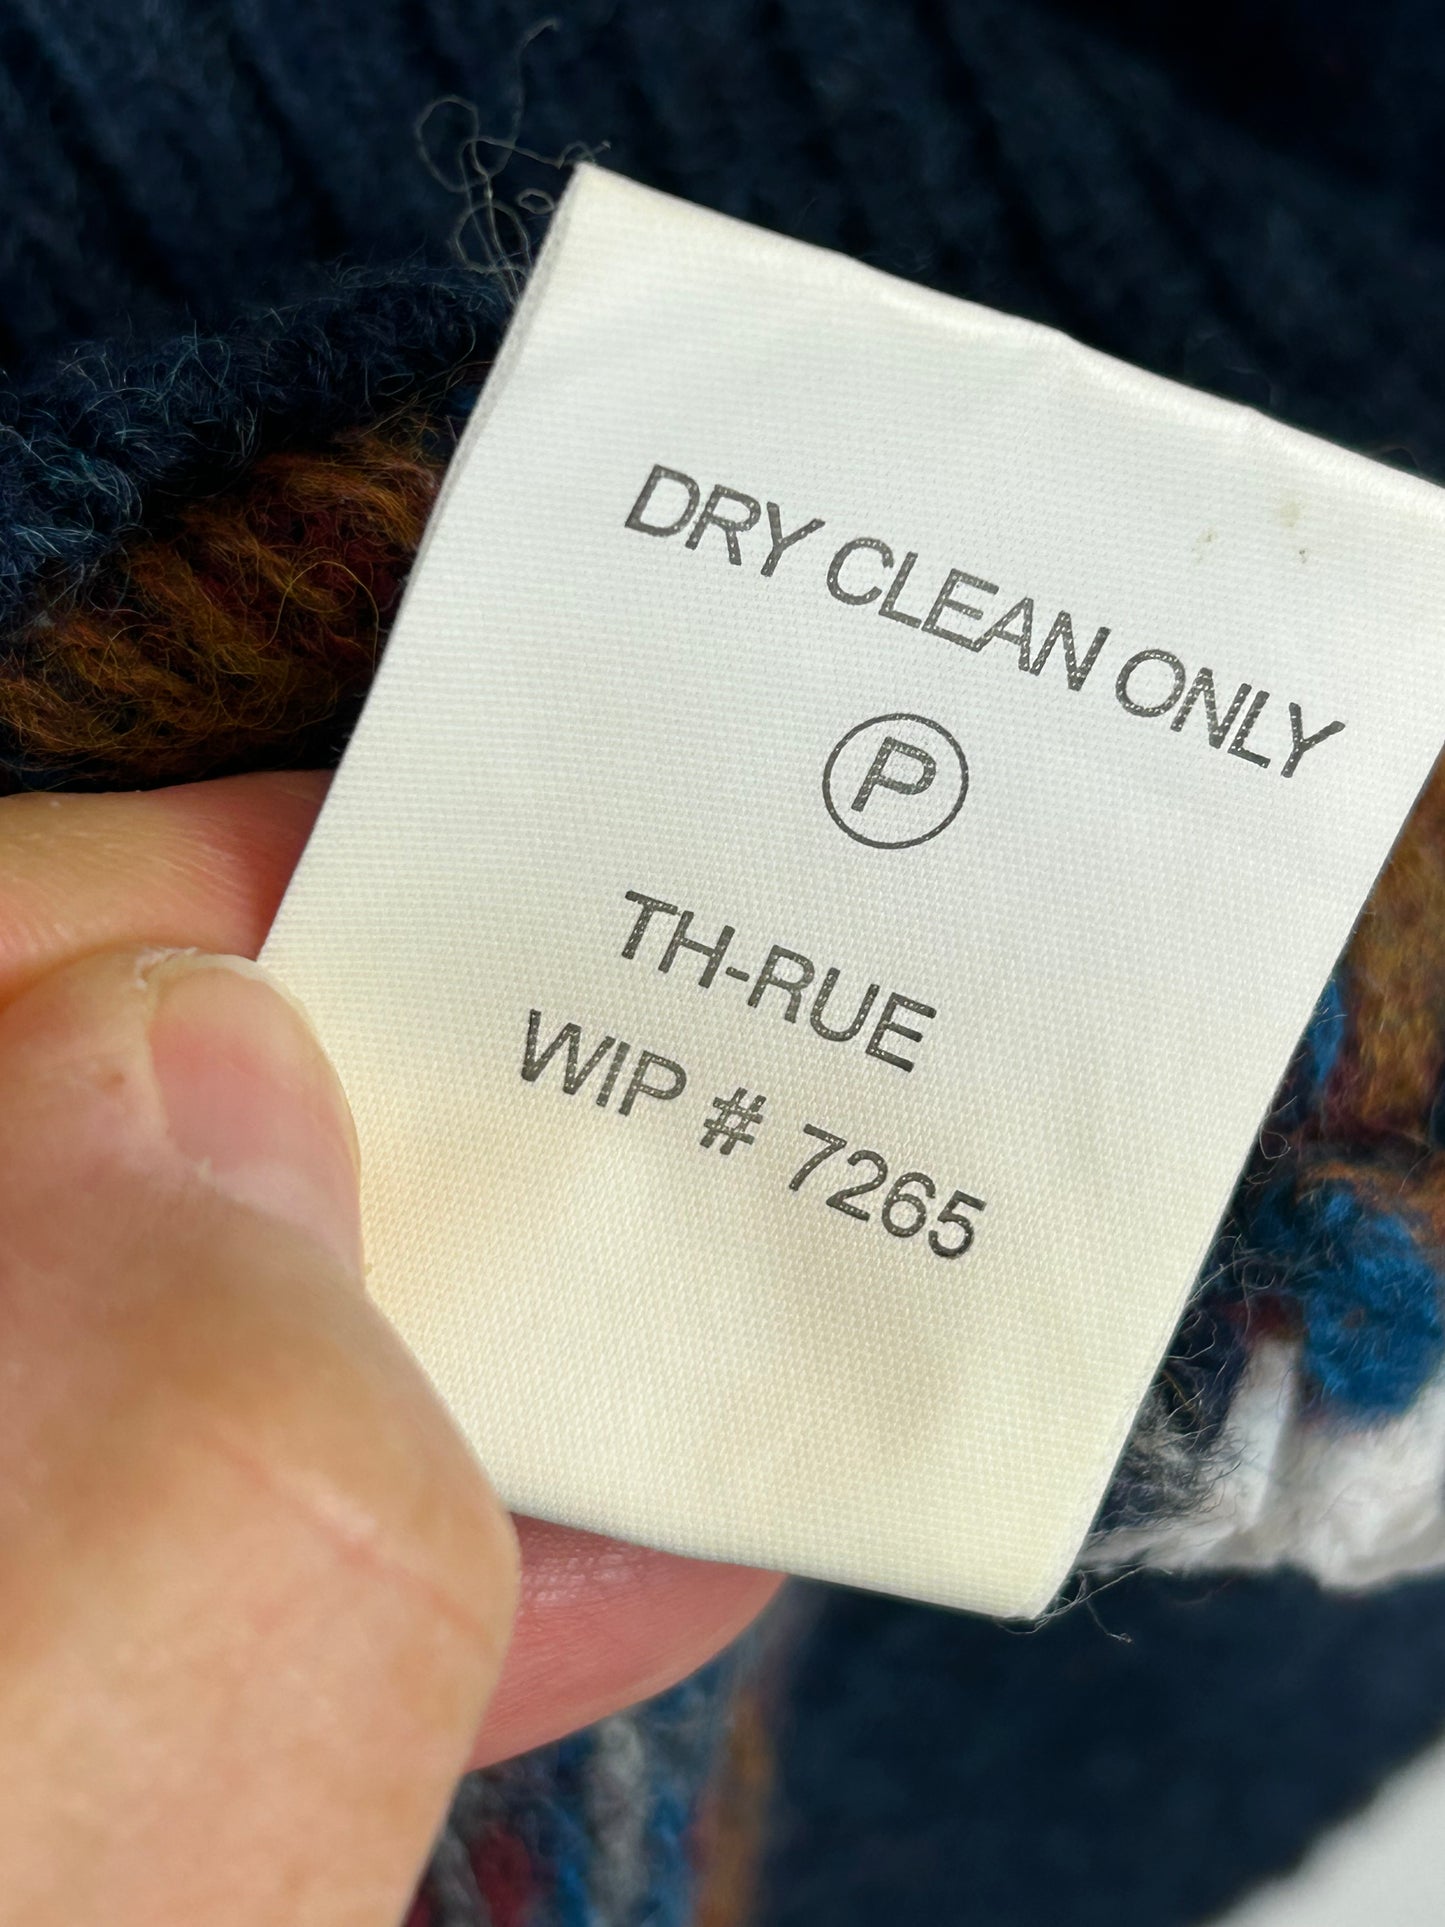 DRY CLEAN ONLY
P
TH-RUE
WIP # 7265